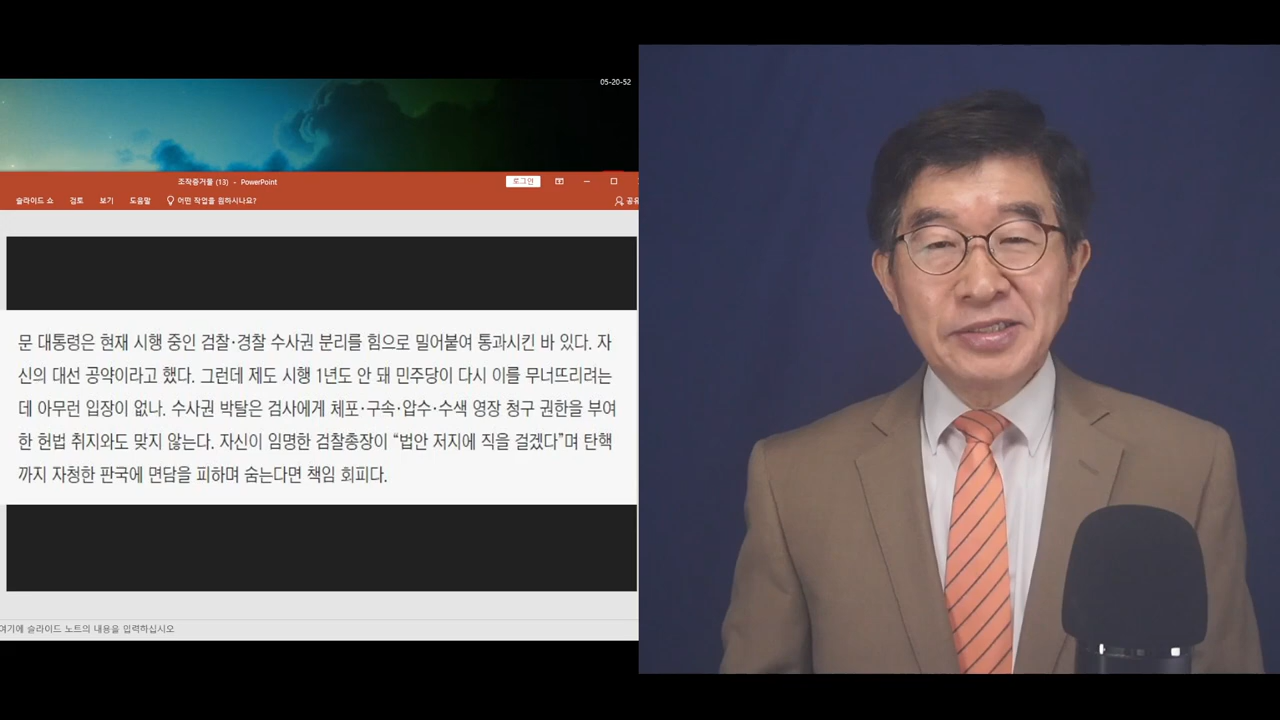 05-20-52
조작증거물 (13) - PowerPoint
로그인
슬라이드 쇼 검토 보기 도움말 어떤 작업을 원하시나요? 공유
문 대통령은 현재 시행 중인 검찰·경찰 수사권 분리를 힘으로 밀어붙여 통과시킨 바 있다. 자
신의 대선 공약이라고 했다. 그런데 제도 시행 1년도 안 돼 민주당이 다시 이를 무너뜨리려는
데 아무런 입장이 없나. 수사권 박탈은 검사에게 체포·구속·압수·수색 영장 청구 권한을 부여
한 헌법 취지와도 맞지 않는다. 자신이 임명한 검찰총장이 “법안 저지에 직을 걸겠다”며 탄핵
까지 자청한 판국에 면담을 피하며 숨는다면 책임 회피다.
여기에 슬라이드 노트의 내용을 입력하십시오